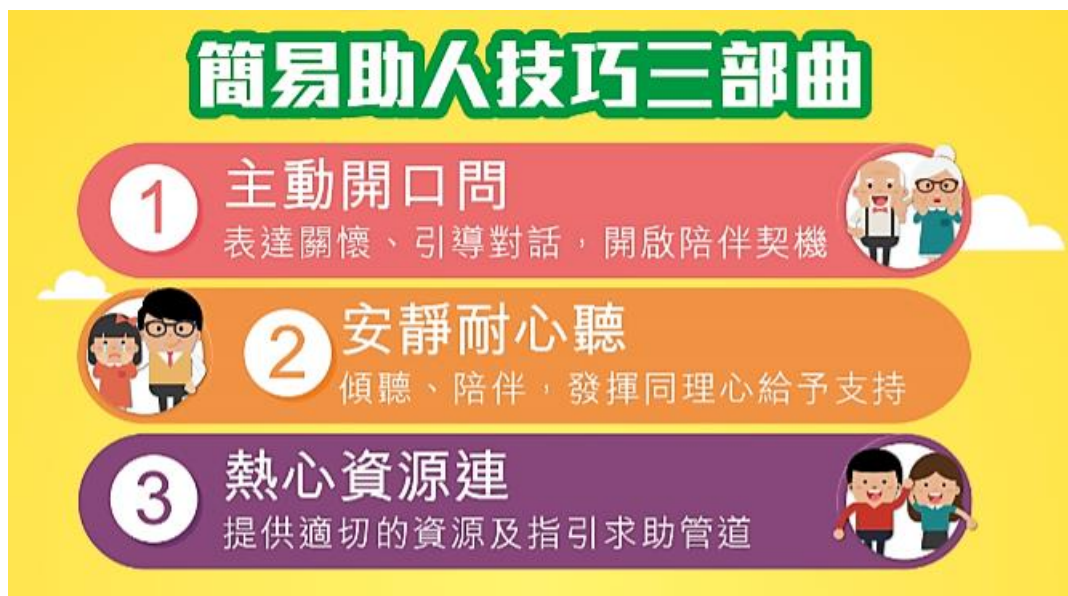 簡易助人技巧三部曲
1
主動開口問
表達關懷、引導對話，開啟陪伴契機
2
安靜耐心聽
傾聽、陪伴，發揮同理心給予支持
3
熱心資源連
提供適切的資源及指引求助管道